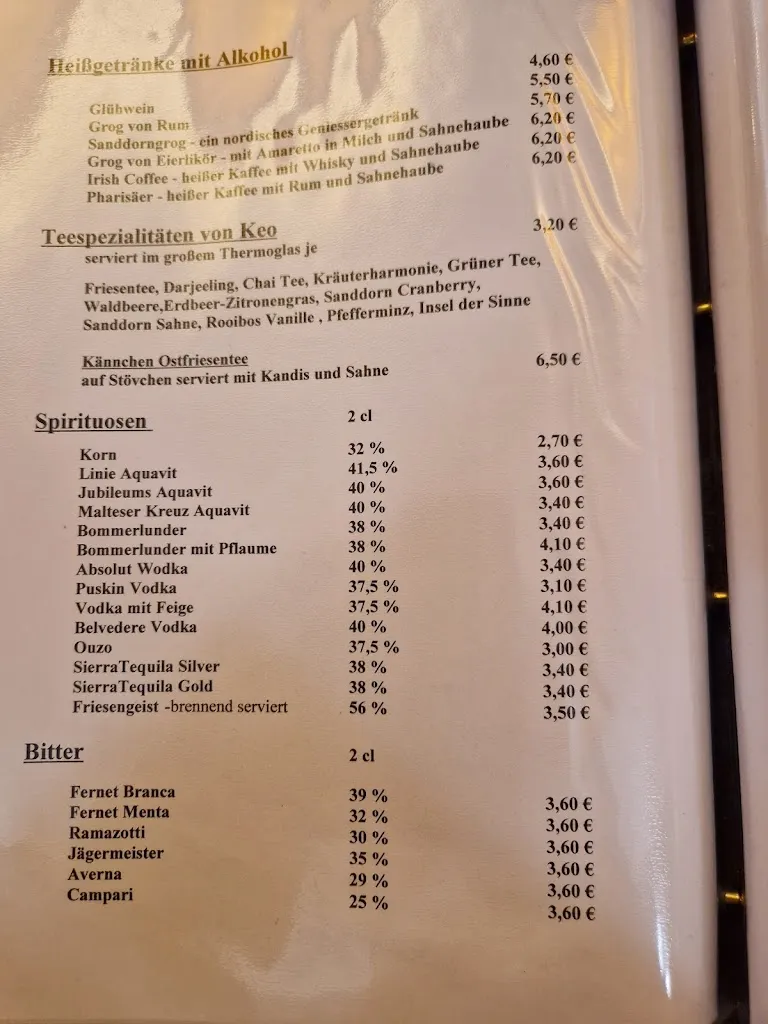 Heißgetränke mit Alkohol
Glühwein 4,60 €
Grog von Rum 5,50 €
Sanddorngrog - ein nordisches Geniessergetränk 5,70 €
Grog von Eierlikör - mit Amaretto in Milch und Sahnehaube 6,20 €
Irish Coffee - heißer Kaffee mit Whisky und Sahnehaube 6,20 €
Pharisäer - heißer Kaffee mit Rum und Sahnehaube 6,20 €
Teespezialitäten von Keo 3,20 €
serviert im großem Thermoglas je
Friesentee, Darjeeling, Chai Tee, Kräuterharmonie, Grüner Tee,
Waldbeere,Erdbeer-Zitronengras, Sanddorn Cranberry,
Sanddorn Sahne, Rooibos Vanille , Pfefferminz, Insel der Sinne
Kännchen Ostfriesentee 6,50 €
auf Stövchen serviert mit Kandis und Sahne
Spirituosen 2 cl
Korn 32 % 2,70 €
Linie Aquavit 41,5 % 3,60 €
Jubileums Aquavit 40 % 3,60 €
Malteser Kreuz Aquavit 40 % 3,40 €
Bommerlunder 38 % 3,40 €
Bommerlunder mit Pflaume 38 % 4,10 €
Absolut Wodka 40 % 3,40 €
Puskin Vodka 37,5 % 3,10 €
Vodka mit Feige 37,5 % 4,10 €
Belvedere Vodka 40 % 4,00 €
Ouzo 37,5 % 3,00 €
SierraTequila Silver 38 % 3,40 €
SierraTequila Gold 38 % 3,40 €
Friesengeist -brennend serviert 56 % 3,50 €
Bitter 2 cl
Fernet Branca 39 % 3,60 €
Fernet Menta 32 % 3,60 €
Ramazotti 30 % 3,60 €
Jägermeister 35 % 3,60 €
Averna 29 % 3,60 €
Campari 25 % 3,60 €